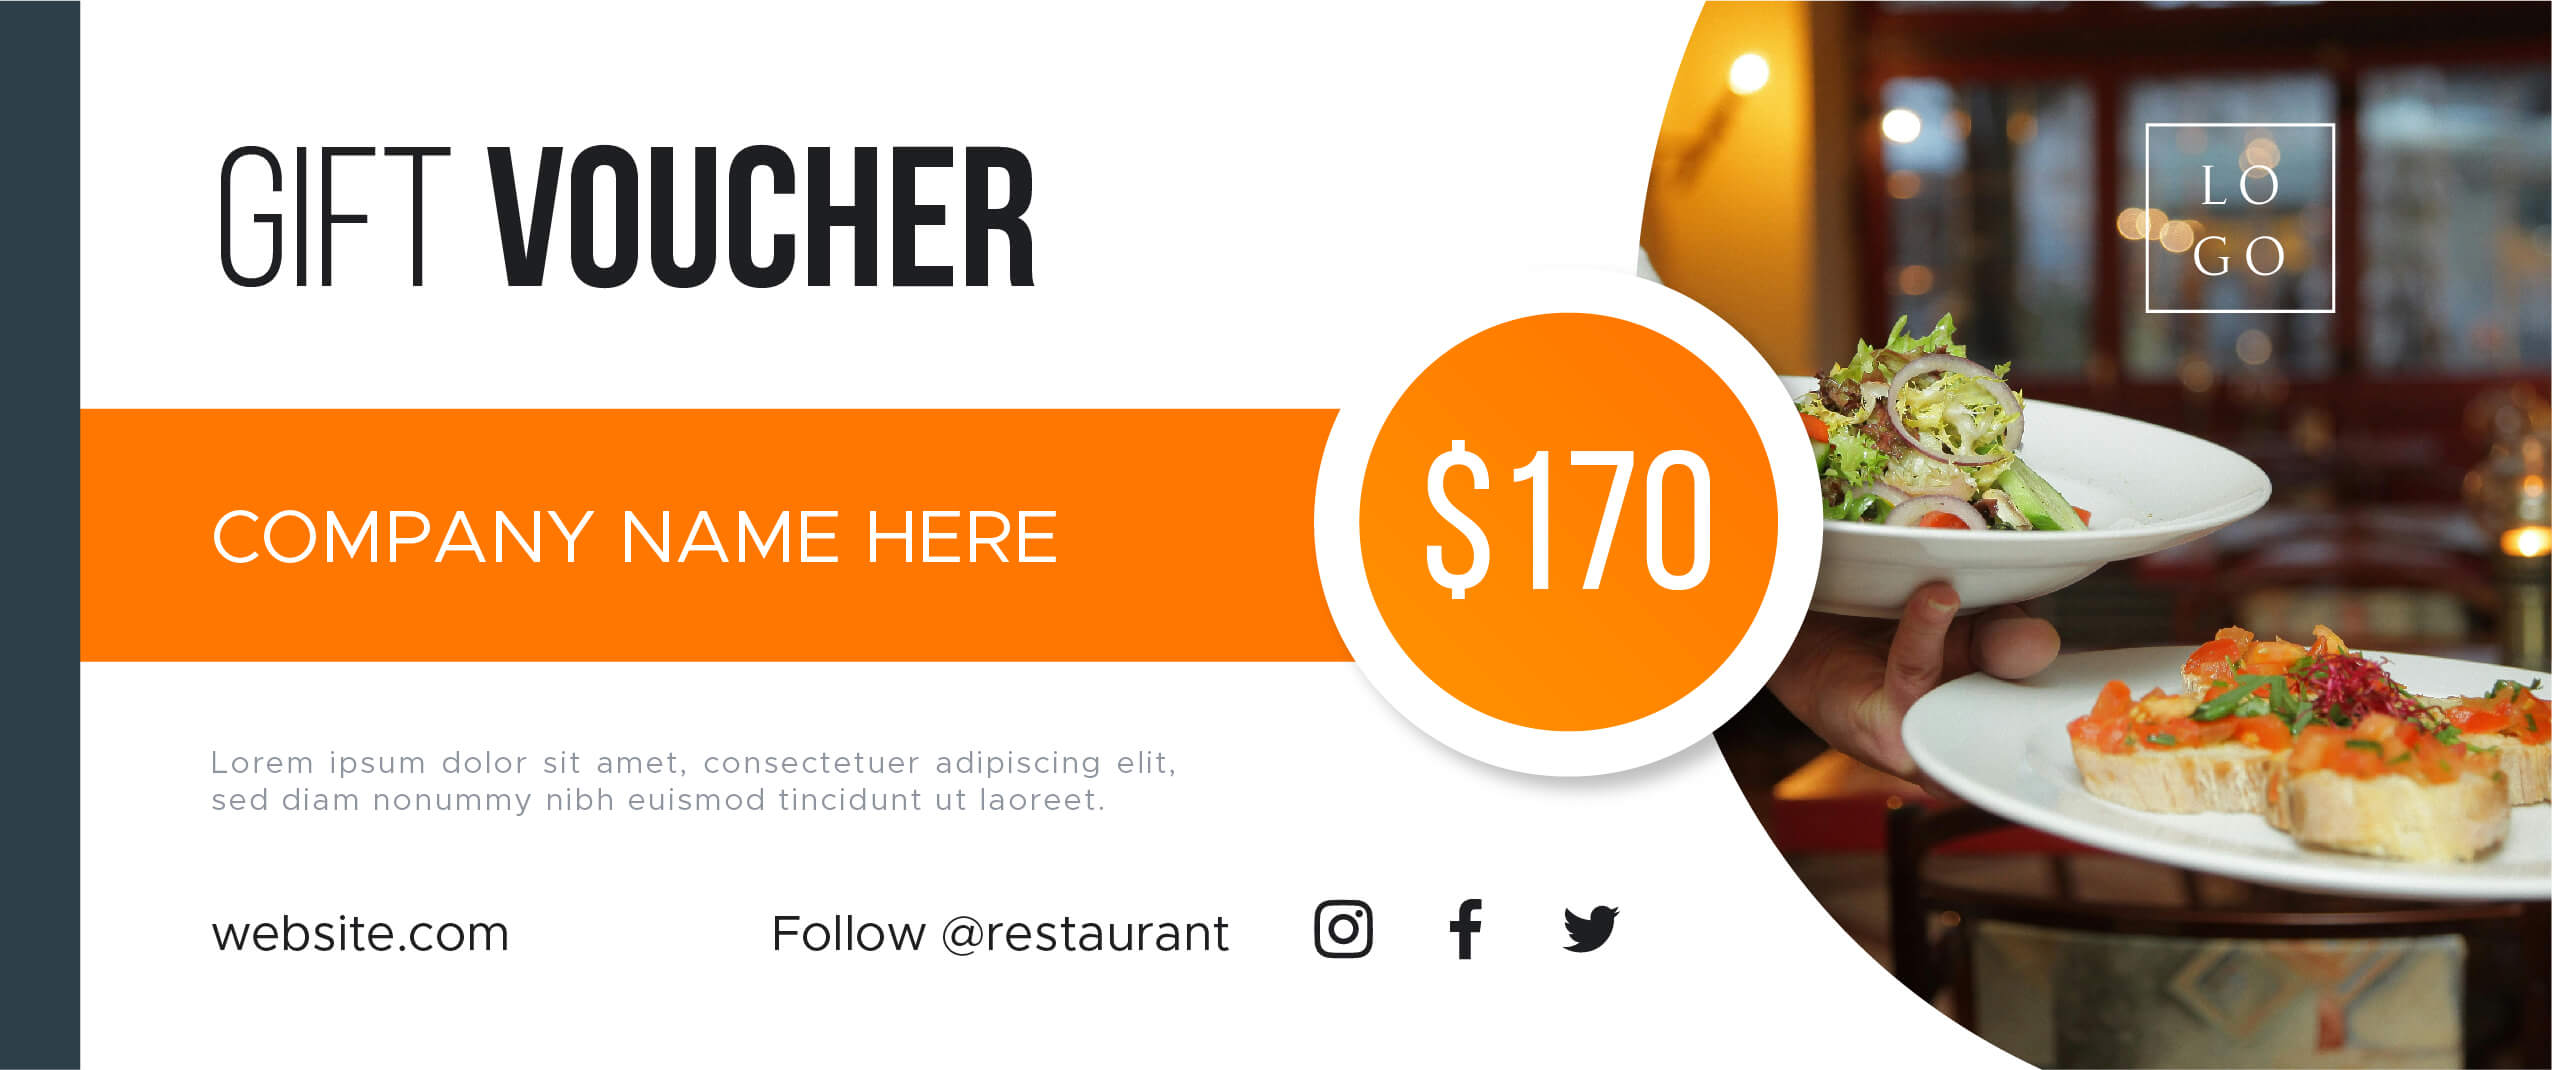 GIFT VOUCHER
LO
GO
$170
COMPANY NAME HERE
Lorem ipsum dolor sit amet, consectetuer adipiscing elit,
sed diam nonummy nibh euismod tincidunt ut laoreet.
website.com
Follow @restaurant